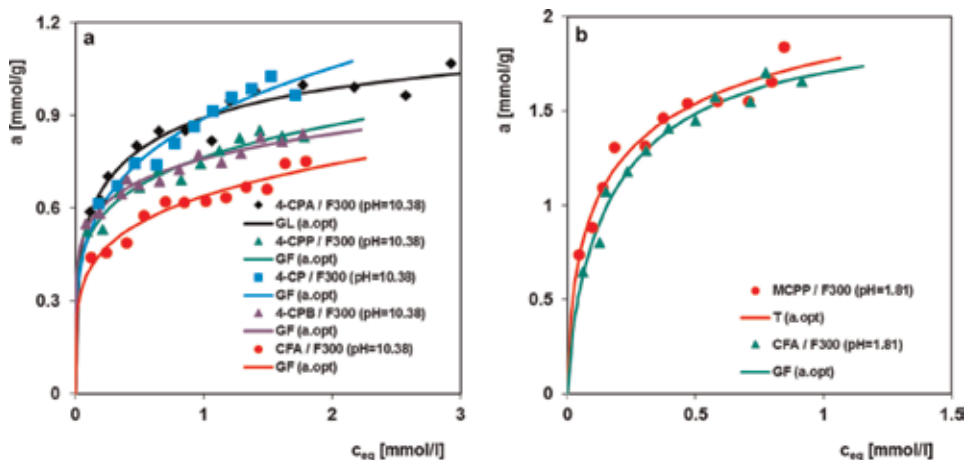 a
a [mmol/g]
1.2
0.9
0.6
0.3
0
0
1
2
3
c_eq [mmol/l]
4-CPA / F300 (pH=10.38)
GL (a.opt)
4-CPP / F300 (pH=10.38)
GF (a.opt)
4-CP / F300 (pH=10.38)
GF (a.opt)
4-CPB / F300 (pH=10.38)
GF (a.opt)
CFA / F300 (pH=10.38)
GF (a.opt)
b
a [mmol/g]
2
1.5
1
0.5
0
0
0.5
1
1.5
c_eq [mmol/l]
MCPP / F300 (pH=1.81)
T (a.opt)
CFA / F300 (pH=1.81)
GF (a.opt)